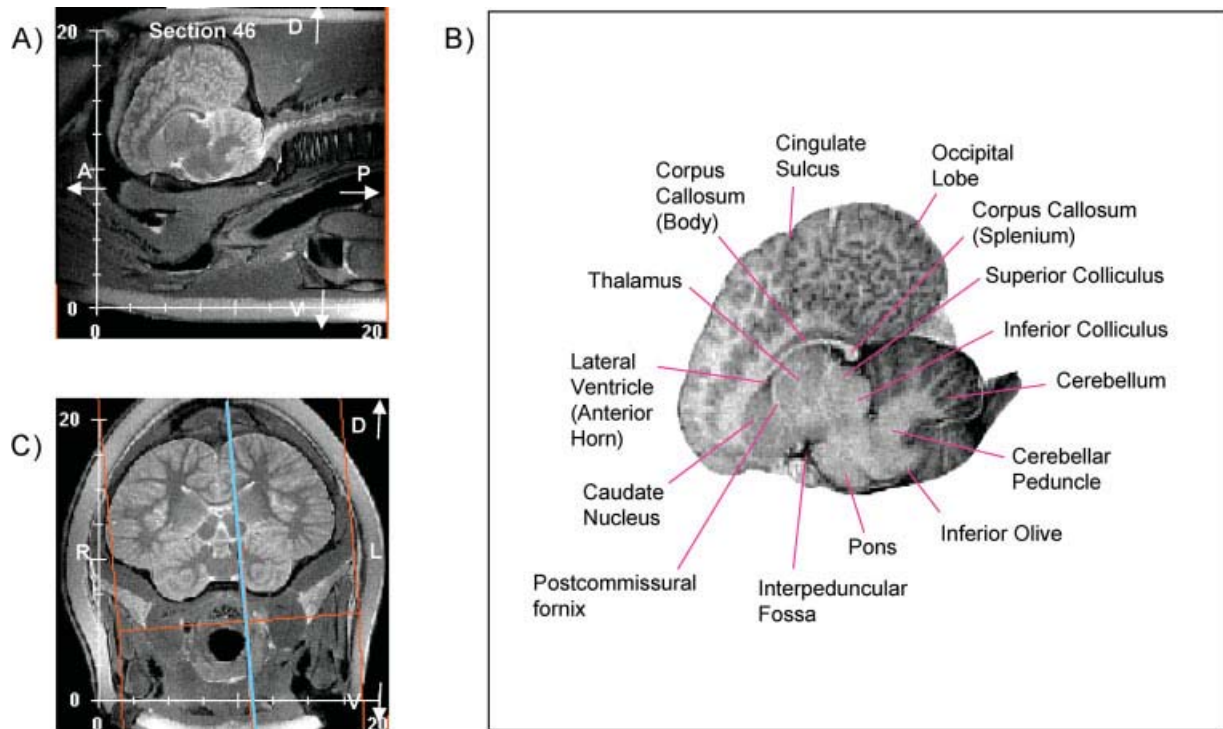 A)
Section 46
D
20
A
P
0
V
0
20
B)
Cingulate
Sulcus
Occipital
Lobe
Corpus
Callosum
(Body)
Corpus Callosum
(Splenium)
Thalamus
Superior Colliculus
Inferior Colliculus
Lateral
Ventricle
(Anterior
Horn)
Cerebellum
Cerebellar
Peduncle
Caudate
Nucleus
Inferior Olive
Pons
Postcommissural
fornix
Interpeduncular
Fossa
C)
20
D
R
L
0
V
0
20